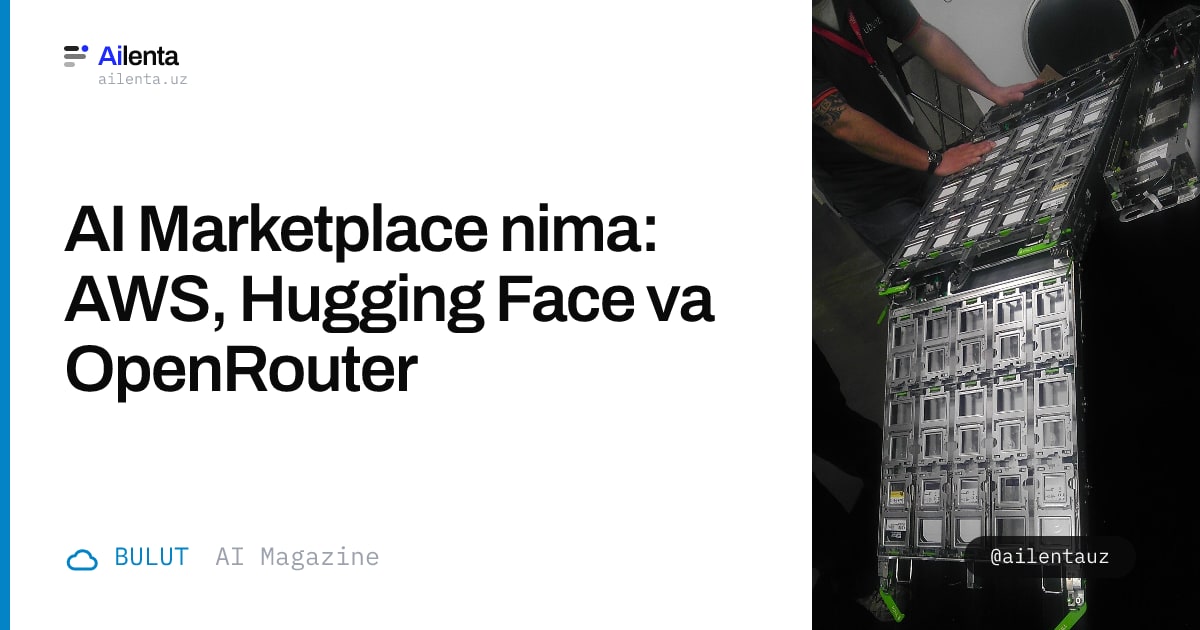 Ailenta
ailenta.uz
AI Marketplace nima:
AWS, Hugging Face va
OpenRouter
BULUT AI Magazine
@ailentauz